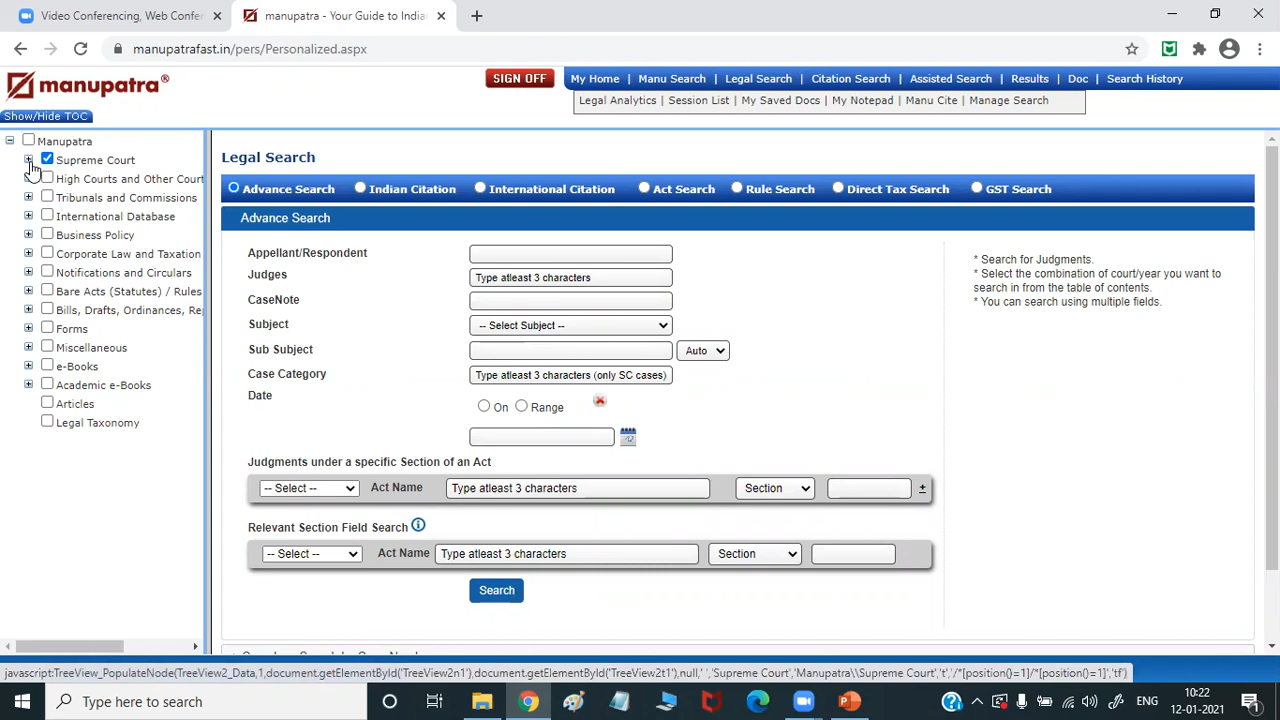 Video Conferencing, Web Confer
manupatra - Your Guide to India
manupatrafast.in/pers/Personalized.aspx
manupatra®
SIGN OFF
My Home | Manu Search | Legal Search | Citation Search | Assisted Search | Results | Doc | Search History
Legal Analytics | Session List | My Saved Docs | My Notepad | Manu Cite | Manage Search
Show/Hide TOC
Manupatra
Supreme Court
High Courts and Other Court
Tribunals and Commissions
International Database
Business Policy
Corporate Law and Taxation
Notifications and Circulars
Bare Acts (Statutes) / Rules
Bills, Drafts, Ordinances, Rep
Forms
Miscellaneous
e-Books
Academic e-Books
Articles
Legal Taxonomy
Legal Search
Advance Search Indian Citation International Citation Act Search Rule Search Direct Tax Search GST Search
Advance Search
Appellant/Respondent
Judges Type atleast 3 characters
CaseNote
Subject -- Select Subject --
Sub Subject Auto
Case Category Type atleast 3 characters (only SC cases)
Date
On Range
* Search for Judgments.
* Select the combination of court/year you want to
search in from the table of contents.
* You can search using multiple fields.
Judgments under a specific Section of an Act
-- Select -- Act Name Type atleast 3 characters Section +
Relevant Section Field Search
-- Select -- Act Name Type atleast 3 characters Section
Search
javascript:TreeView_PopulateNode(TreeView2_Data,1,document.getElementById('TreeView2n1'),document.getElementById('TreeView2t1'),null,' ','Supreme Court','Manupatra\\Supreme Court','t','/*[position()=1]/*[position()=1]','tf')
Type here to search
ENG
10:22
12-01-2021